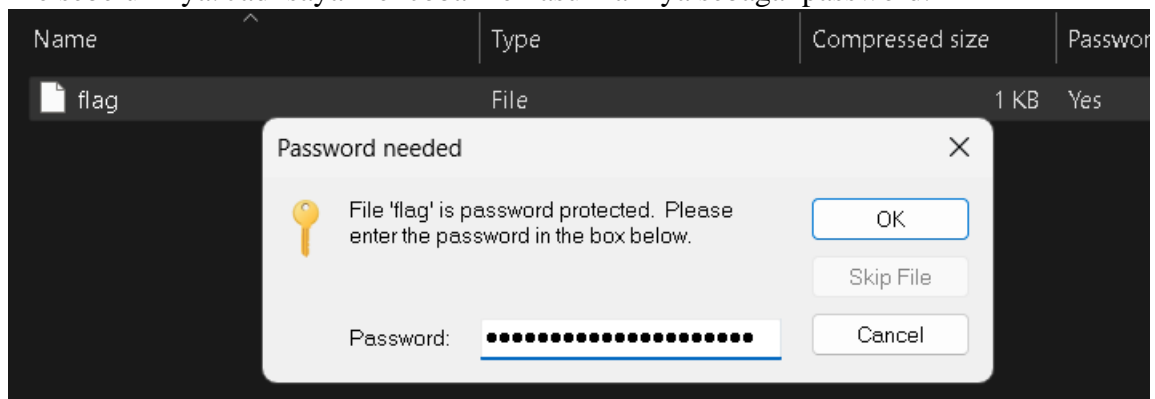 Name Type Compressed size
flag File 1 KB Yes
Password needed
File 'flag' is password protected. Please
enter the password in the box below.
OK
Skip File
Password:
Cancel